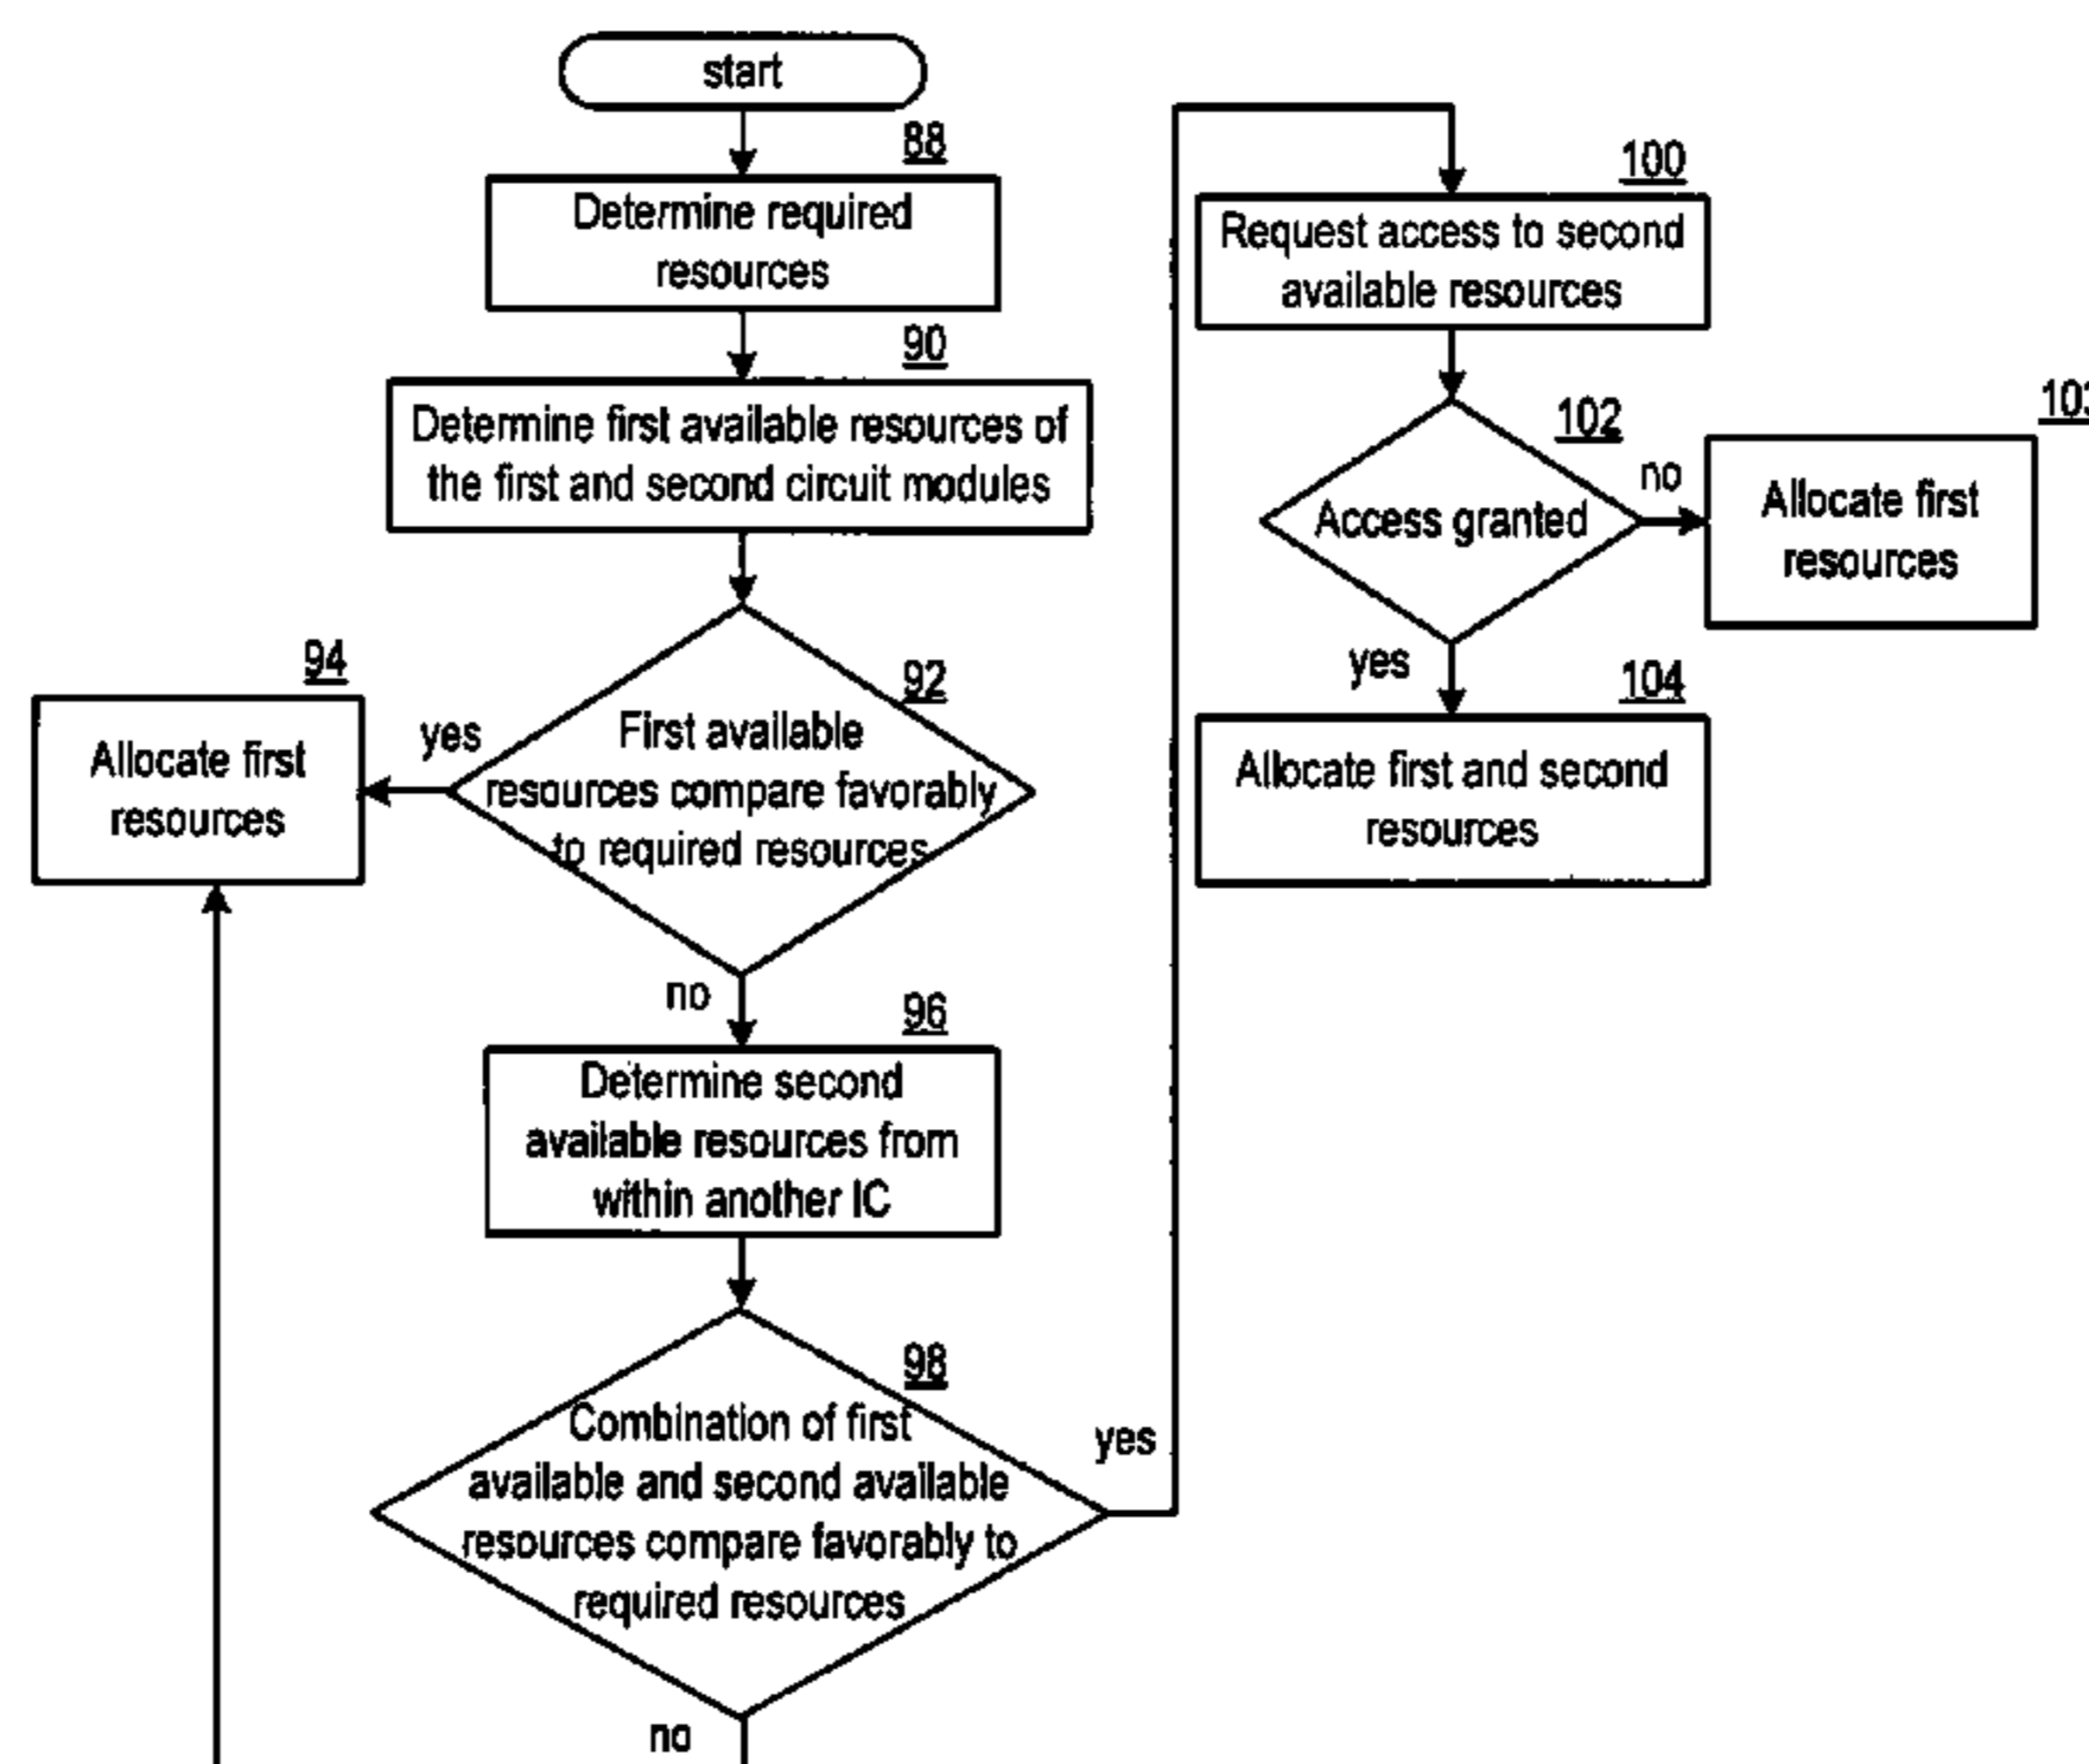 start
88
Determine required
resources
90
Determine first available resources of
the first and second circuit modules
92
First available
resources compare favorably
to required resources
yes
94
Allocate first
resources
no
96
Determine second
available resources from
within another IC
98
Combination of first
available and second available
resources compare favorably to
required resources
yes
no
100
Request access to second
available resources
102
Access granted
no
Allocate first
resources
yes
104
Allocate first and second
resources